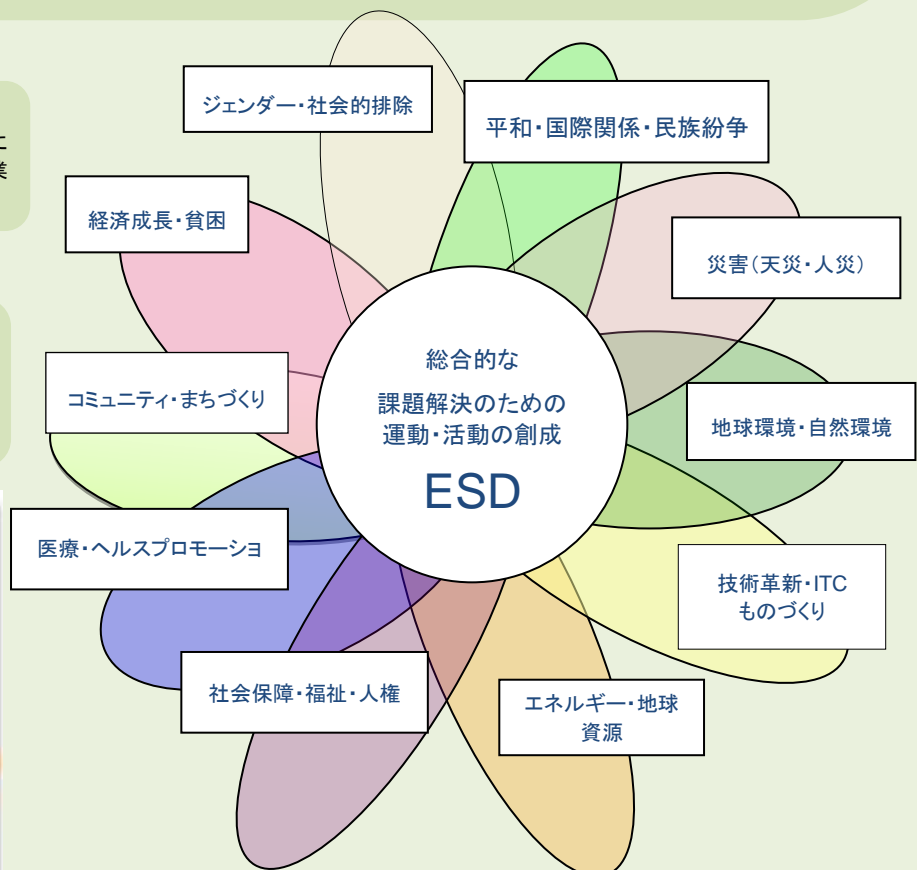 ジェンダー・社会的排除
平和・国際関係・民族紛争
業
経済成長・貧困
災害(天災・人災)
総合的な
課題解決のための
運動・活動の創成
ESD
コミュニティ・まちづくり
地球環境・自然環境
医療・ヘルスプロモーショ
技術革新・ITC
ものづくり
社会保障・福祉・人権
エネルギー・地球
資源